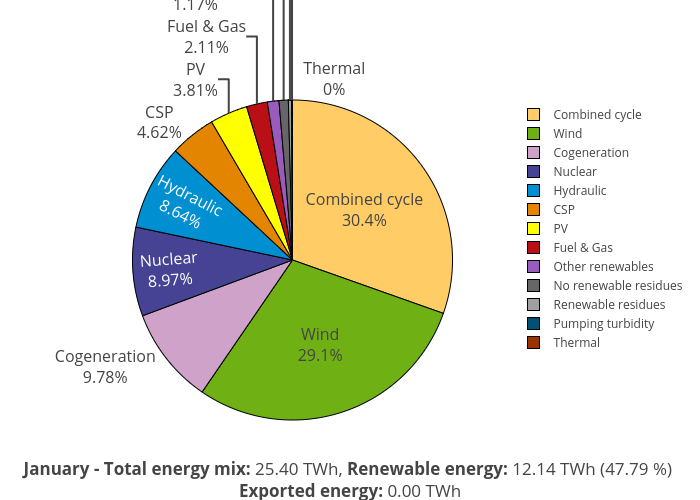 1.17%
Fuel & Gas
2.11%
PV
3.81%
Thermal
0%
CSP
4.62%
Hydraulic
8.64%
Combined cycle
30.4%
Nuclear
8.97%
Wind
29.1%
Cogeneration
9.78%
Combined cycle
Wind
Cogeneration
Nuclear
Hydraulic
CSP
PV
Fuel & Gas
Other renewables
No renewable residues
Renewable residues
Pumping turbidity
Thermal
January - Total energy mix: 25.40 TWh, Renewable energy: 12.14 TWh (47.79 %)
Exported energy: 0.00 TWh